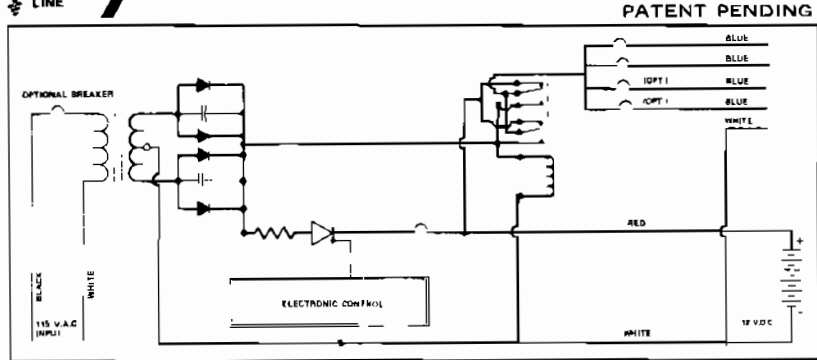 LINE
PATENT PENDING
BLUE
BLUE
(OPT) BLUE
(OPT) BLUE
WHITE
OPTIONAL BREAKER
RED
BLACK
WHITE
ELECTRONIC CONTROL
115 V.A.C
INPUT
WHITE
12 V.D.C